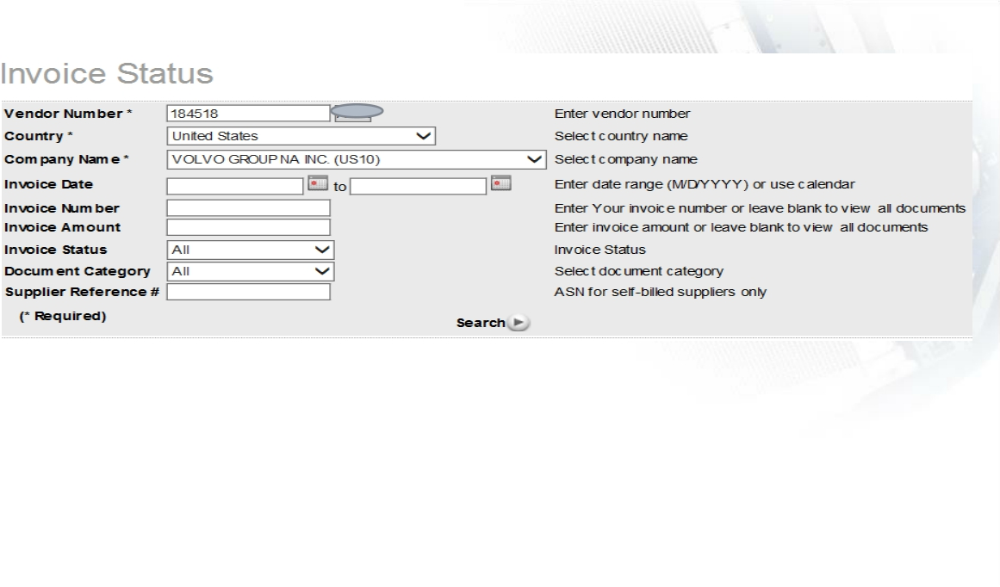 Invoice Status
Vendor Number * 184518 Enter vendor number
Country * United States Select country name
Company Name * VOLVO GROUP NA INC. (US10) Select company name
Invoice Date to Enter date range (M/D/YYYY) or use calendar
Invoice Number Enter Your invoice number or leave blank to view all documents
Invoice Amount Enter invoice amount or leave blank to view all documents
Invoice Status All Invoice Status
Document Category All Select document category
Supplier Reference # ASN for self-billed suppliers only
(* Required)
Search